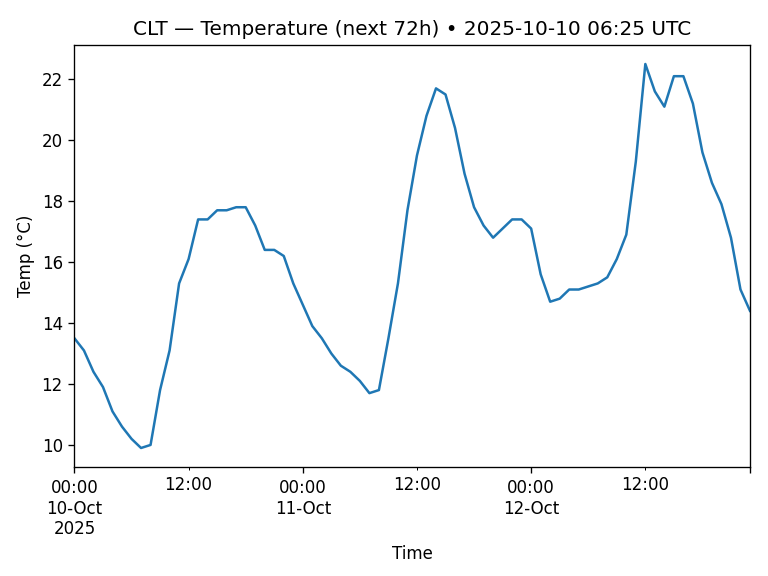 CLT — Temperature (next 72h) • 2025-10-10 06:25 UTC
Temp (°C)
22
20
18
16
14
12
10
00:00 12:00 00:00 12:00 00:00 12:00
10-Oct 11-Oct 12-Oct
2025
Time